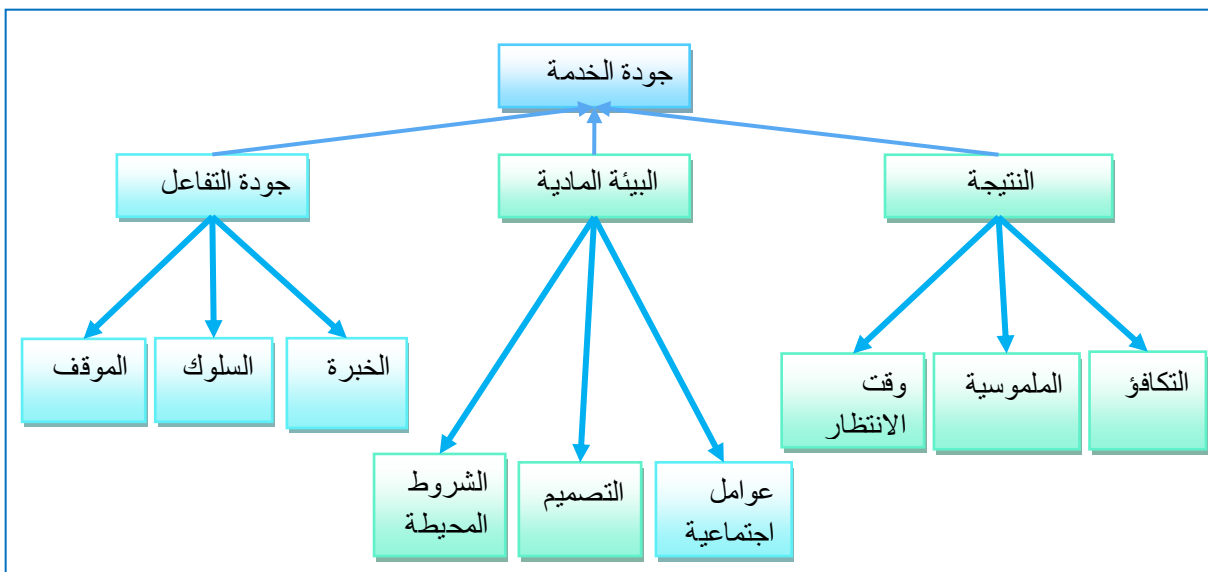 جودة الخدمة
النتيجة
البيئة المادية
جودة التفاعل
التكافؤ
الملموسية
وقت
الانتظار
الخبرة
السلوك
الموقف
عوامل
اجتماعية
التصميم
الشروط
المحيطة